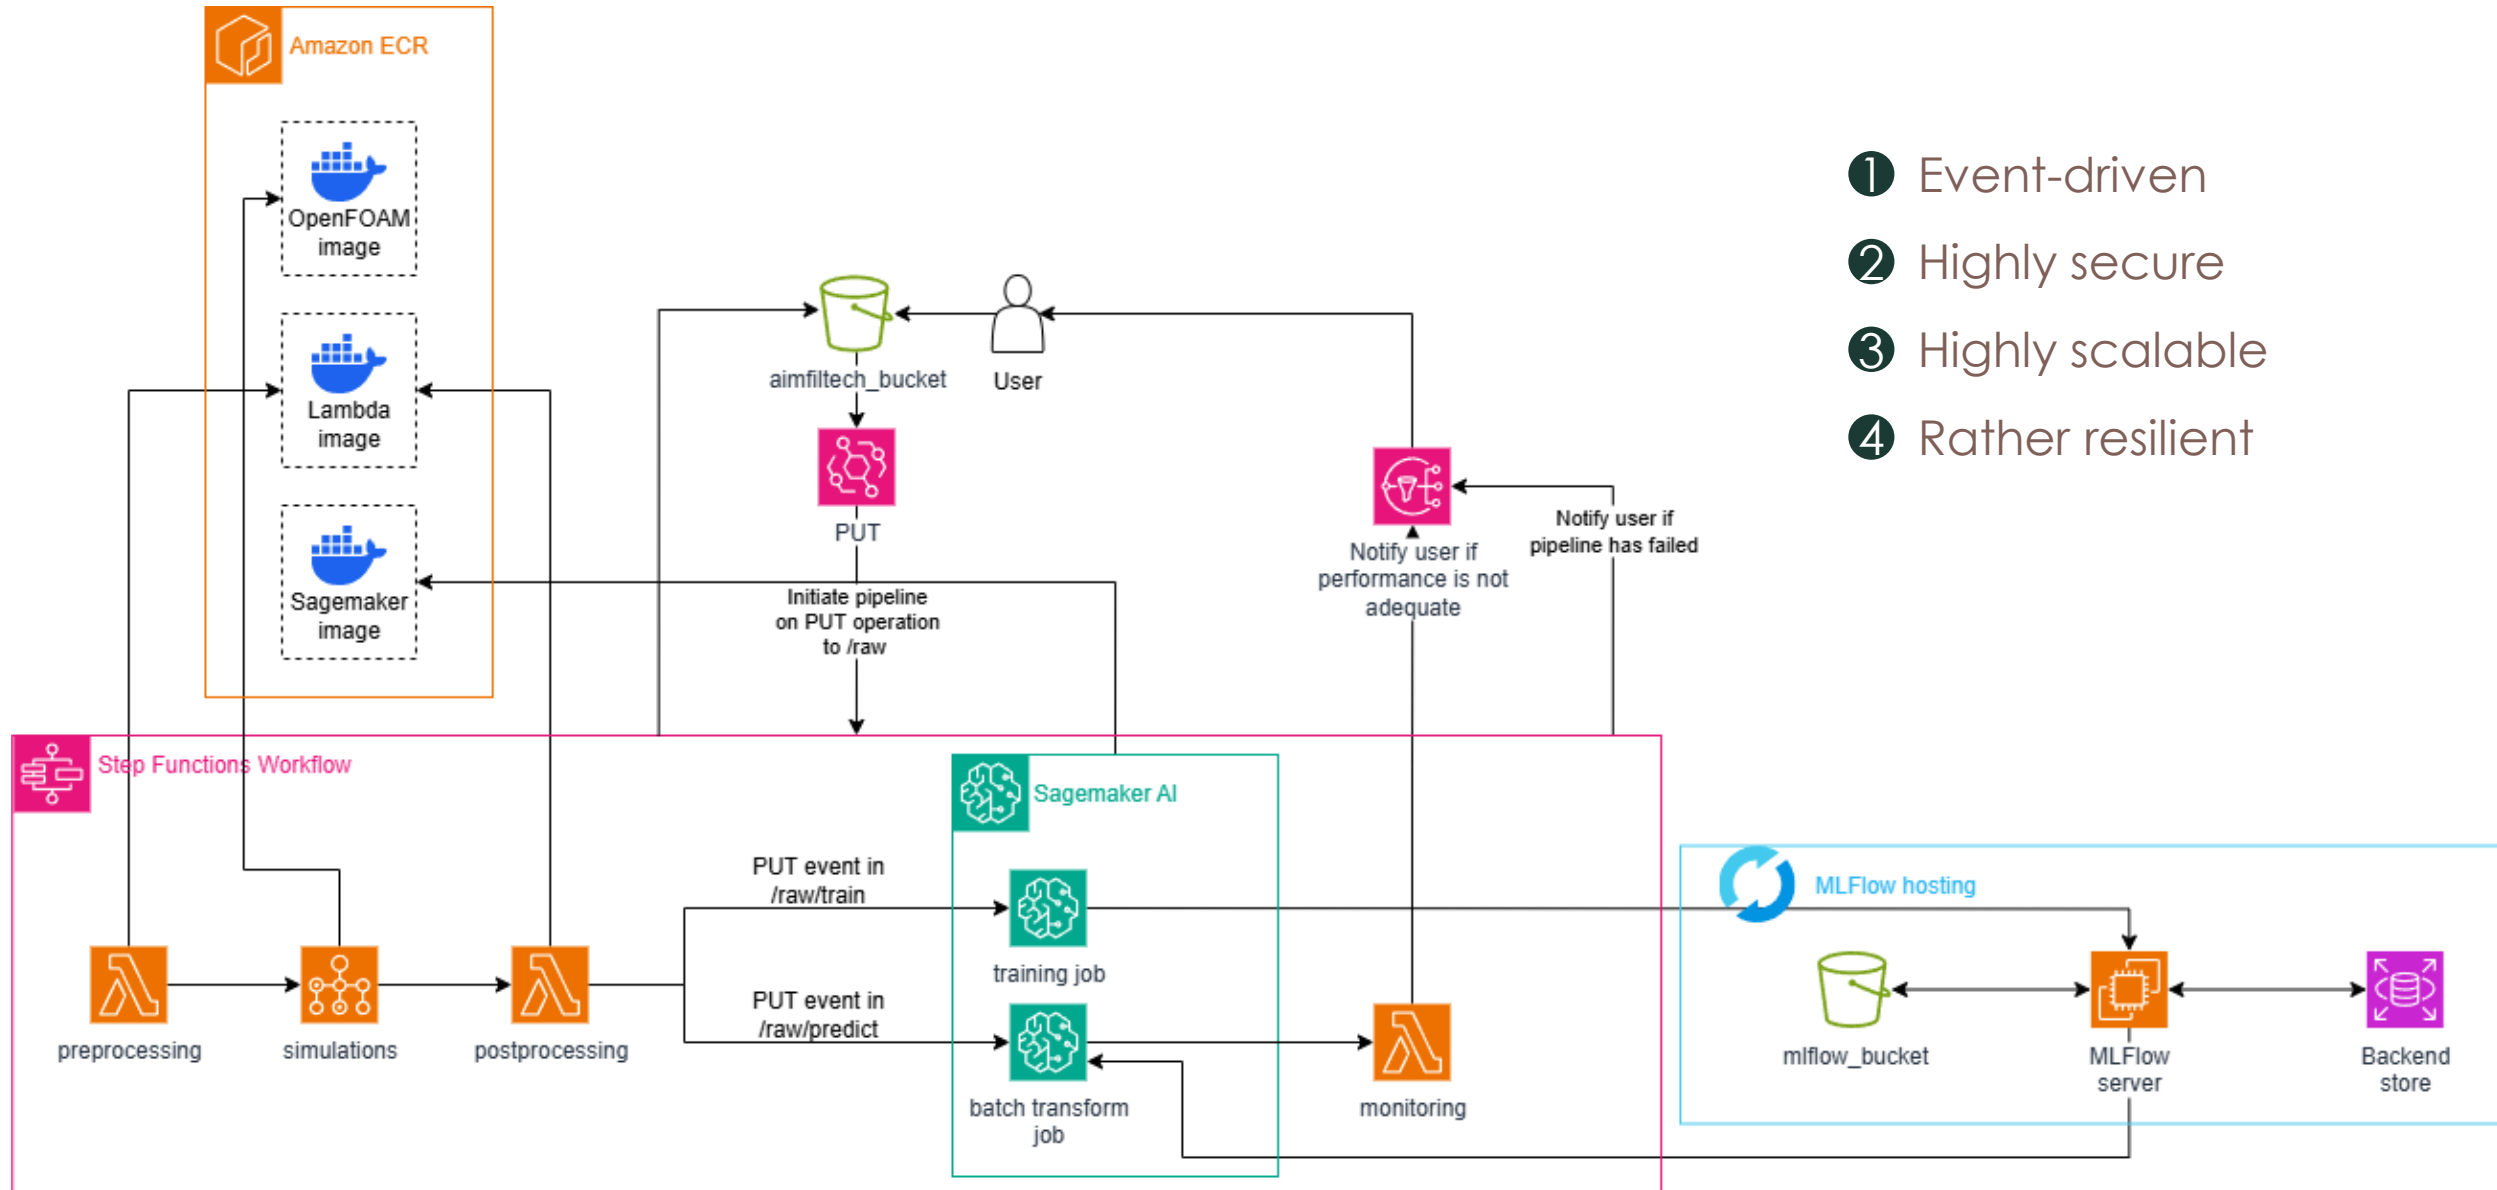 Amazon ECR
OpenFOAM
image
Lambda
image
Sagemaker
image
aimfiltech_bucket
User
PUT
Initiate pipeline
on PUT operation
to /raw
Notify user if
performance is not
adequate
Notify user if
pipeline has failed
1 Event-driven
2 Highly secure
3 Highly scalable
4 Rather resilient
Step Functions Workflow
Sagemaker AI
PUT event in
/raw/train
training job
PUT event in
/raw/predict
batch transform
job
preprocessing
simulations
postprocessing
monitoring
MLFlow hosting
mlflow_bucket
MLFlow
server
Backend
store